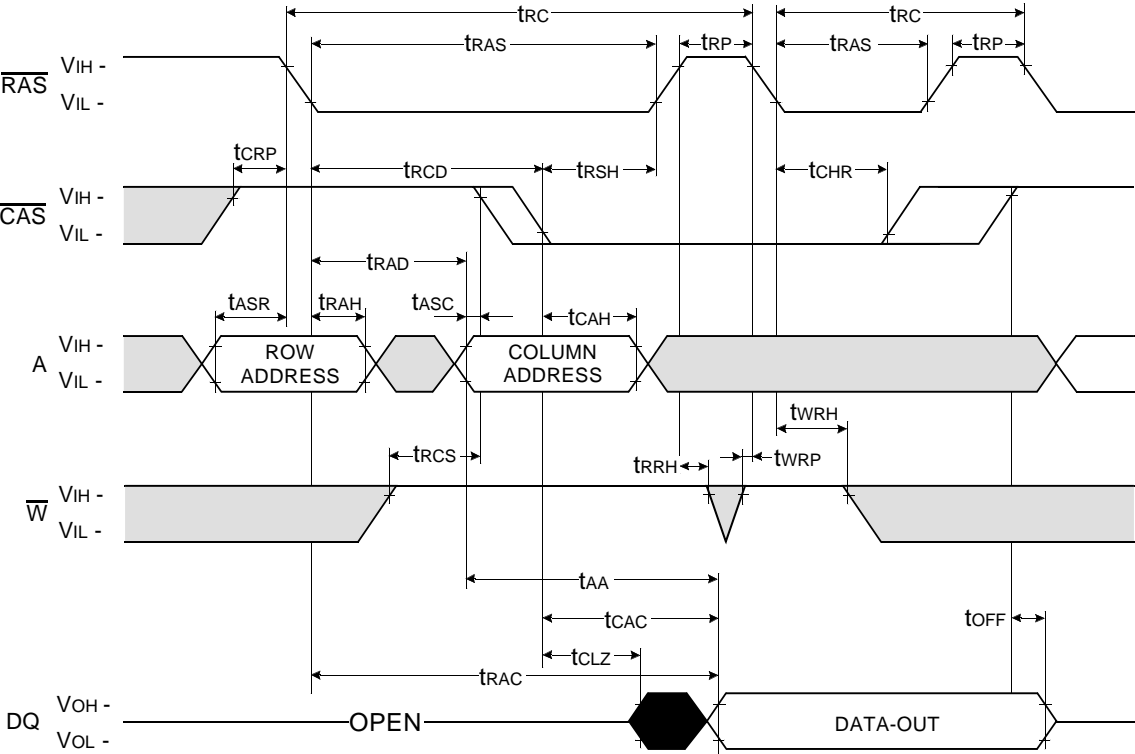 tRC tRC
tRAS tRP tRAS tRP
RAS VIH -
VIL -
tCRP tRCD tRSH tCHR
CAS VIH -
VIL -
tRAD
tASR tRAH tASC tCAH
A VIH -
VIL -
ROW
ADDRESS
COLUMN
ADDRESS
tWRH
tRCS tRRH tWRP
W VIH -
VIL -
tAA
tCAC tOFF
tCLZ
tRAC
DQ VOH -
VOL -
OPEN DATA-OUT